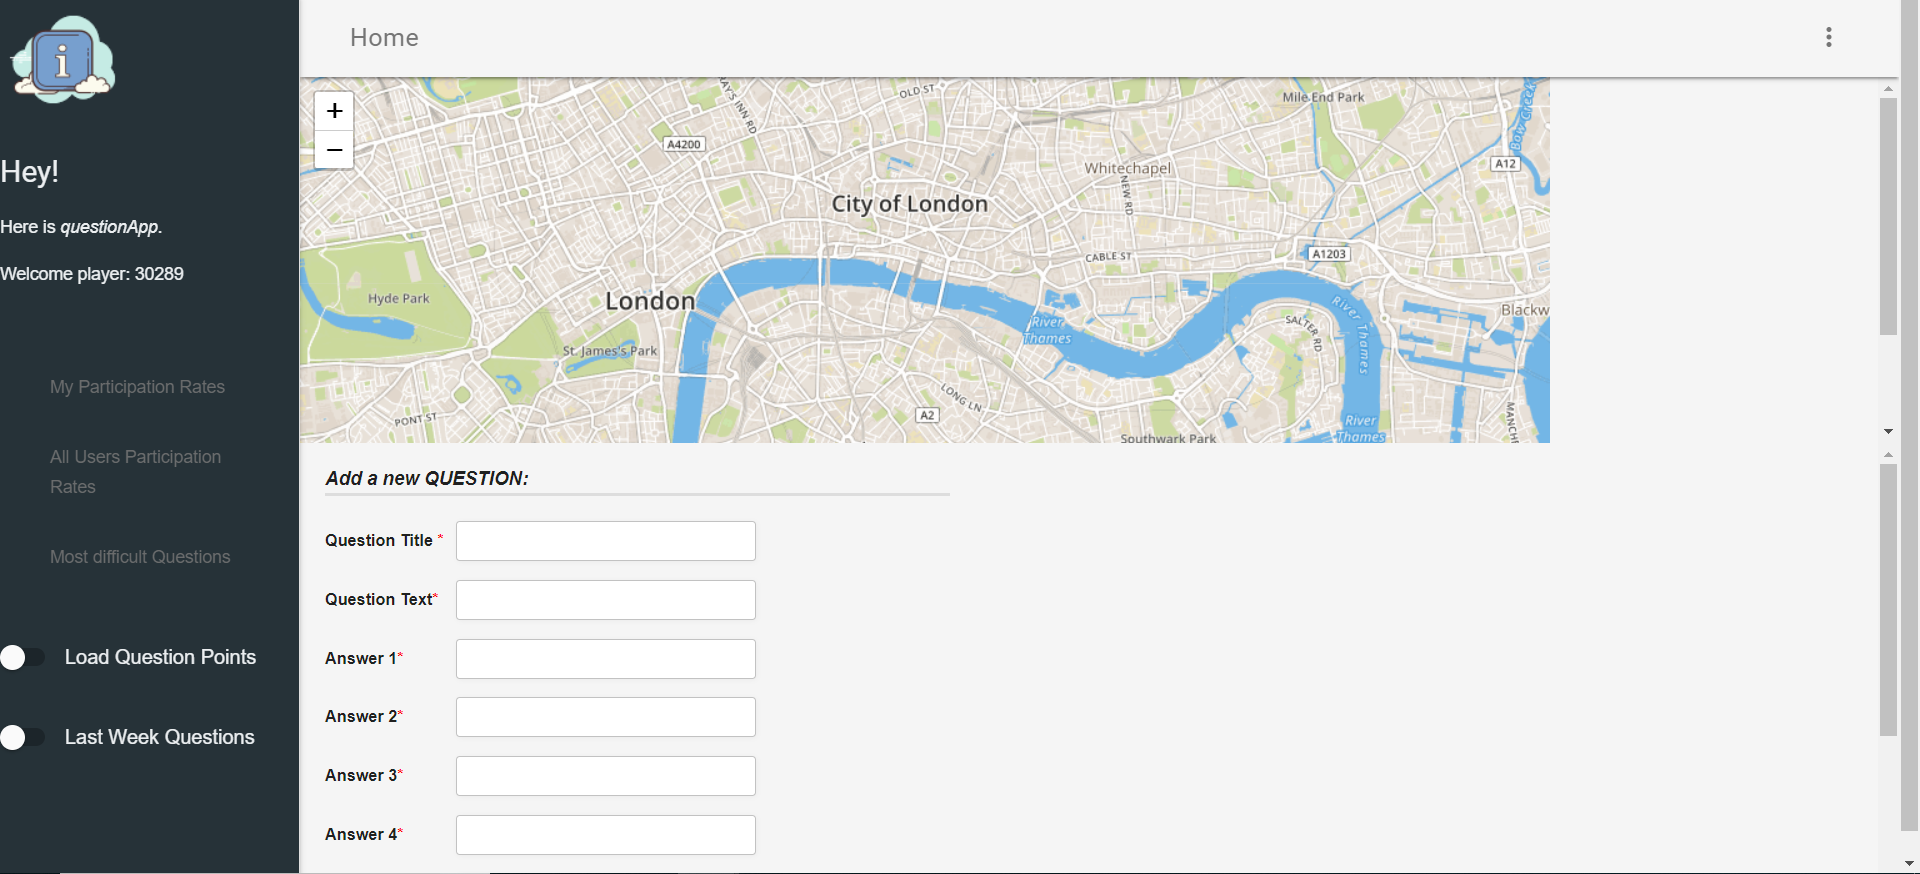 i
Hey!
Here is questionApp.
Welcome player: 30289
My Participation Rates
All Users Participation
Rates
Most difficult Questions
Load Question Points
Last Week Questions
Home
+
−
AY'S INN RD
OLD ST
Mile End Park
Bow Creek
A4200
A12
Whitechapel
NEW RD
City of London
CABLE ST
A1203
Hyde Park
London
River
Thames
River Thames
SALTER RD
Blackw
St. James's Park
LONG LN
PONT ST
A2
MANCH
River
Thames
Southwark Park
Add a new QUESTION:
Question Title *
Question Text*
Answer 1*
Answer 2*
Answer 3*
Answer 4*